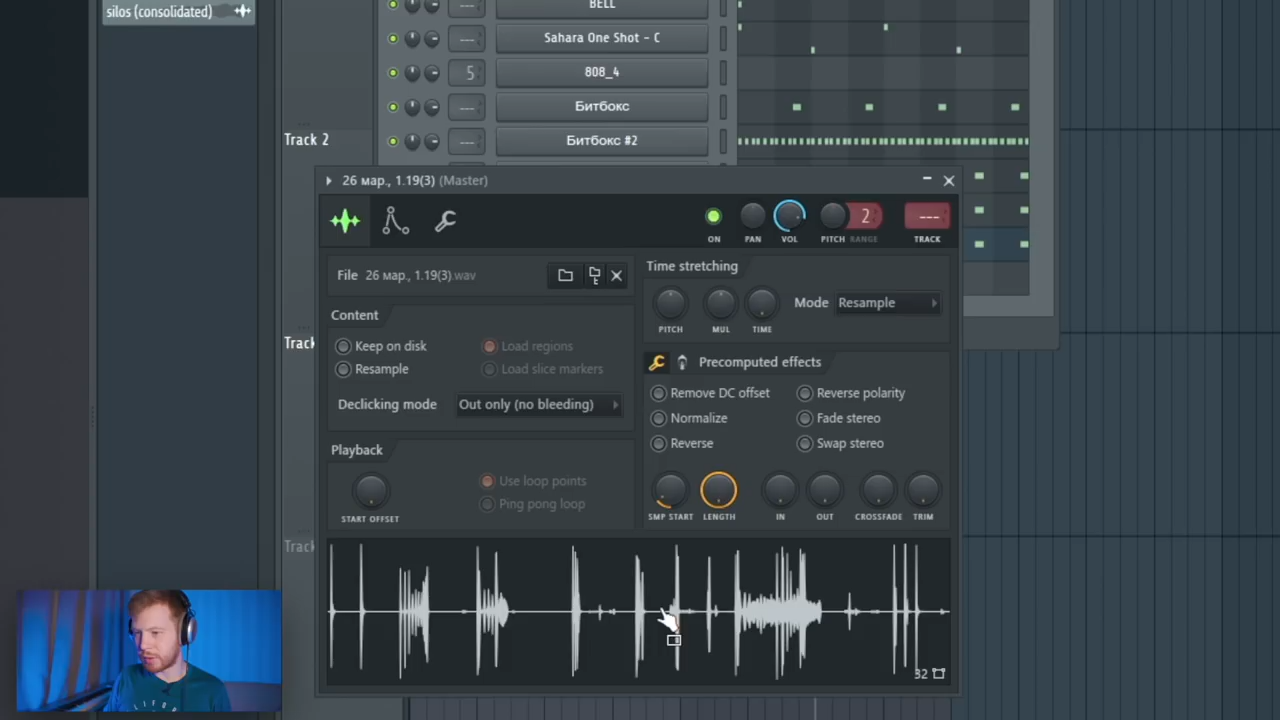 silos (consolidated)
BELL
Sahara One Shot - C
5
808_4
Битбокс
Track 2
Битбокс #2
26 мар., 1.19(3) (Master)
2
---
ON
PAN
VOL
PITCH
RANGE
TRACK
File
26 мар., 1.19(3).wav
Time stretching
Mode
Resample
PITCH
MUL
TIME
Content
Track
Keep on disk
Load regions
Resample
Load slice markers
Precomputed effects
Remove DC offset
Reverse polarity
Declicking mode
Out only (no bleeding)
Normalize
Fade stereo
Reverse
Swap stereo
Playback
Use loop points
Ping pong loop
START OFFSET
SMP START
LENGTH
IN
OUT
CROSSFADE
TRIM
Track
32